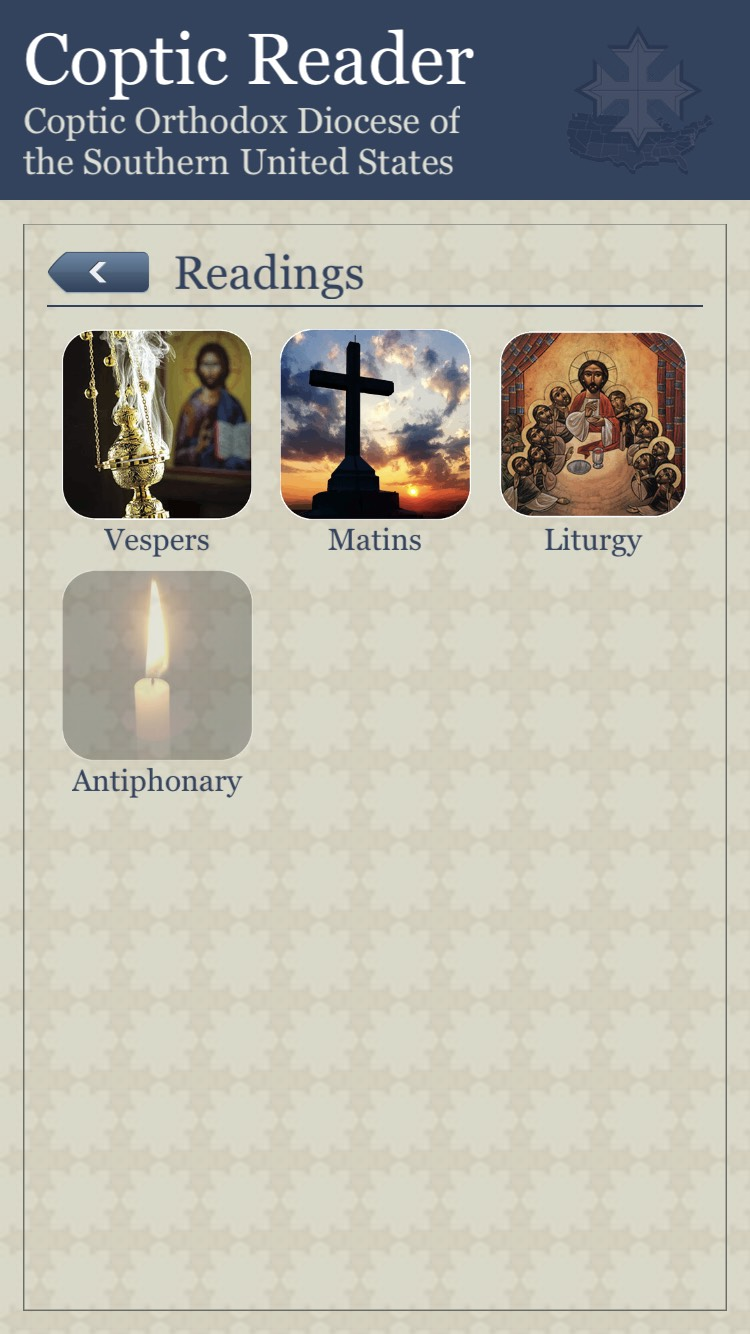 Coptic Reader
Coptic Orthodox Diocese of
the Southern United States
Readings
Vespers
Matins
Liturgy
Antiphonary